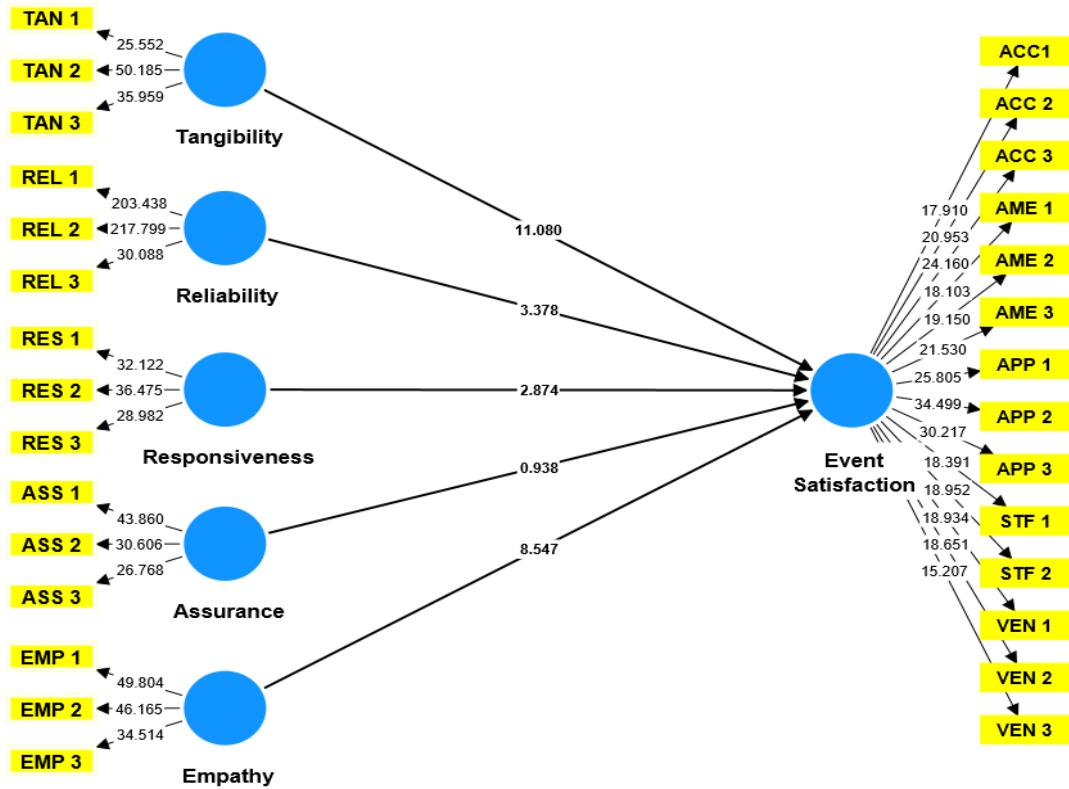 TAN 1
25.552
TAN 2
50.185
35.959
TAN 3
Tangibility
REL 1
203.438
REL 2
217.799
30.088
REL 3
Reliability
RES 1
32.122
RES 2
36.475
28.982
RES 3
Responsiveness
ASS 1
43.860
ASS 2
30.606
26.768
ASS 3
Assurance
EMP 1
49.804
EMP 2
46.165
34.514
EMP 3
Empathy
11.080
3.378
2.874
0.938
8.547
Event
Satisfaction
17.910
20.953
24.160
18.103
19.150
21.530
25.805
34.499
30.217
18.391
18.952
18.934
18.651
15.207
ACC1
ACC 2
ACC 3
AME 1
AME 2
AME 3
APP 1
APP 2
APP 3
STF 1
STF 2
VEN 1
VEN 2
VEN 3